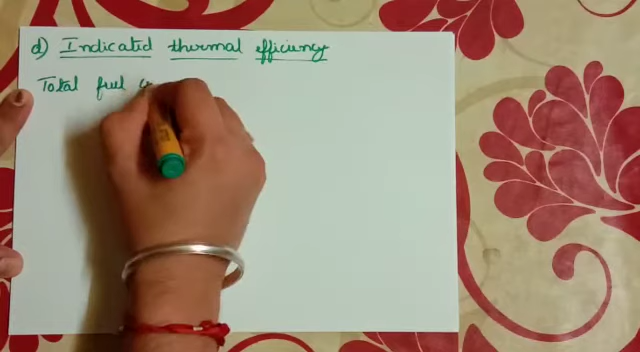 d) Indicated thermal efficiency
Total fuel